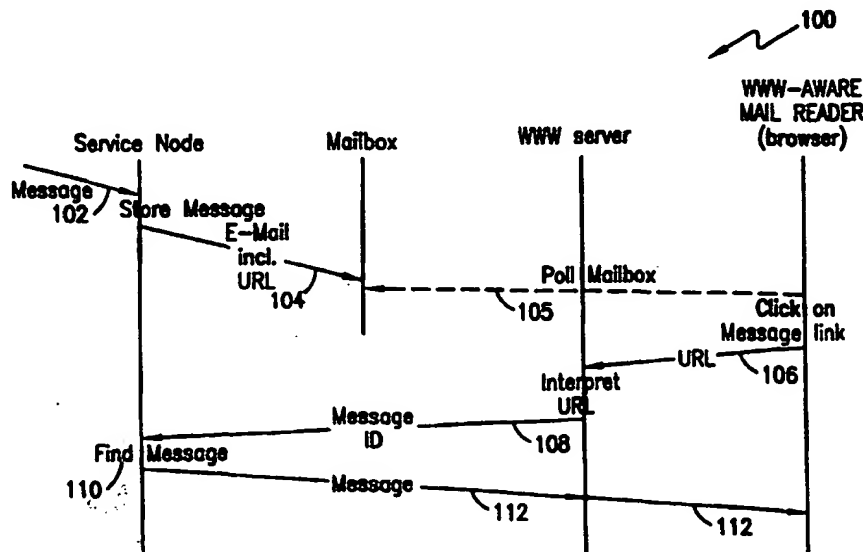 100
WWW-AWARE
MAIL READER
(browser)
Service Node
Mailbox
WWW server
Message
102
Store Message
E-Mail
incl.
URL
104
Poll Mailbox
105
Click on
Message link
URL
106
Interpret
URL
Message
ID
108
Find Message
110
Message
112
112